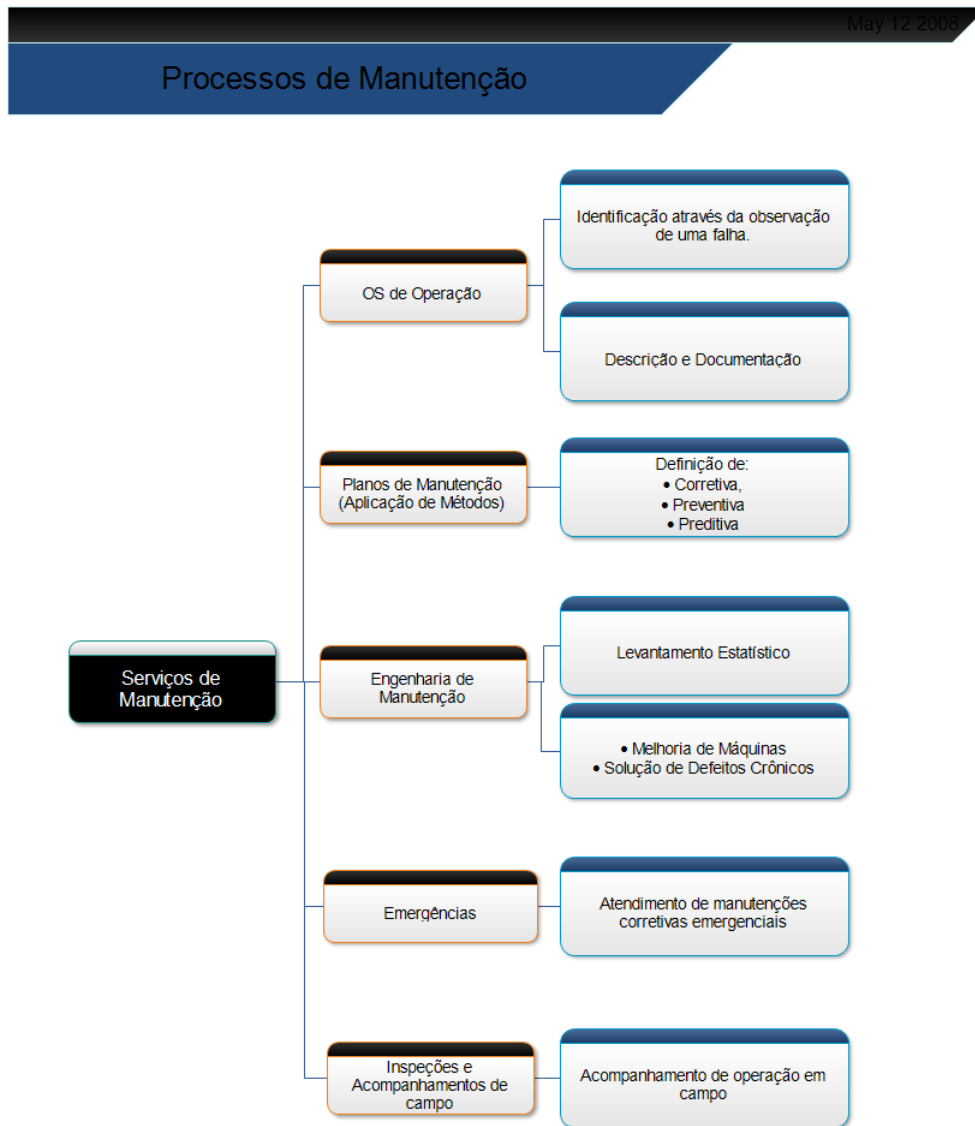 May 12 2008
Processos de Manutenção
Identificação através da observação
de uma falha.
OS de Operação
Descrição e Documentação
Planos de Manutenção
(Aplicação de Métodos)
Definição de:
• Corretiva,
• Preventiva
• Preditiva
Serviços de
Manutenção
Engenharia de
Manutenção
Levantamento Estatístico
• Melhoria de Máquinas
• Solução de Defeitos Crônicos
Emergências
Atendimento de manutenções
corretivas emergenciais
Inspeções e
Acompanhamentos de
campo
Acompanhamento de operação em
campo